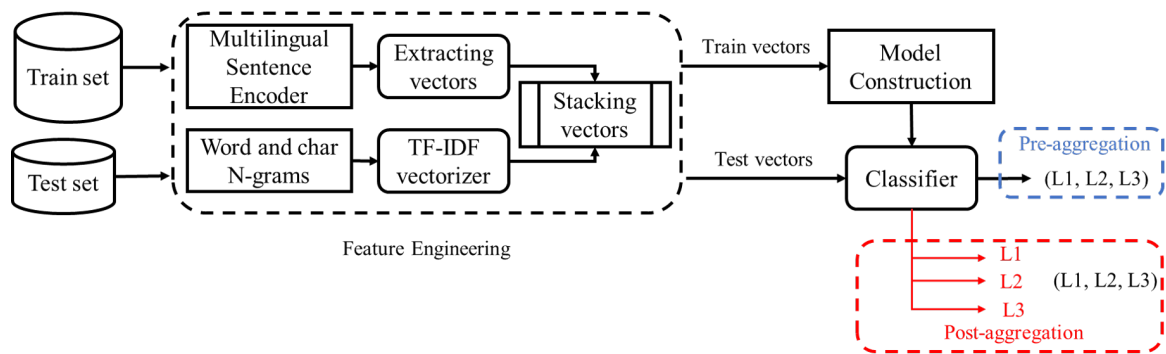 Train set
Test set
Multilingual
Sentence
Encoder
Extracting
vectors
Word and char
N-grams
TF-IDF
vectorizer
Stacking
vectors
Feature Engineering
Train vectors
Test vectors
Model
Construction
Classifier
Pre-aggregation
(L1, L2, L3)
L1
L2
L3
(L1, L2, L3)
Post-aggregation